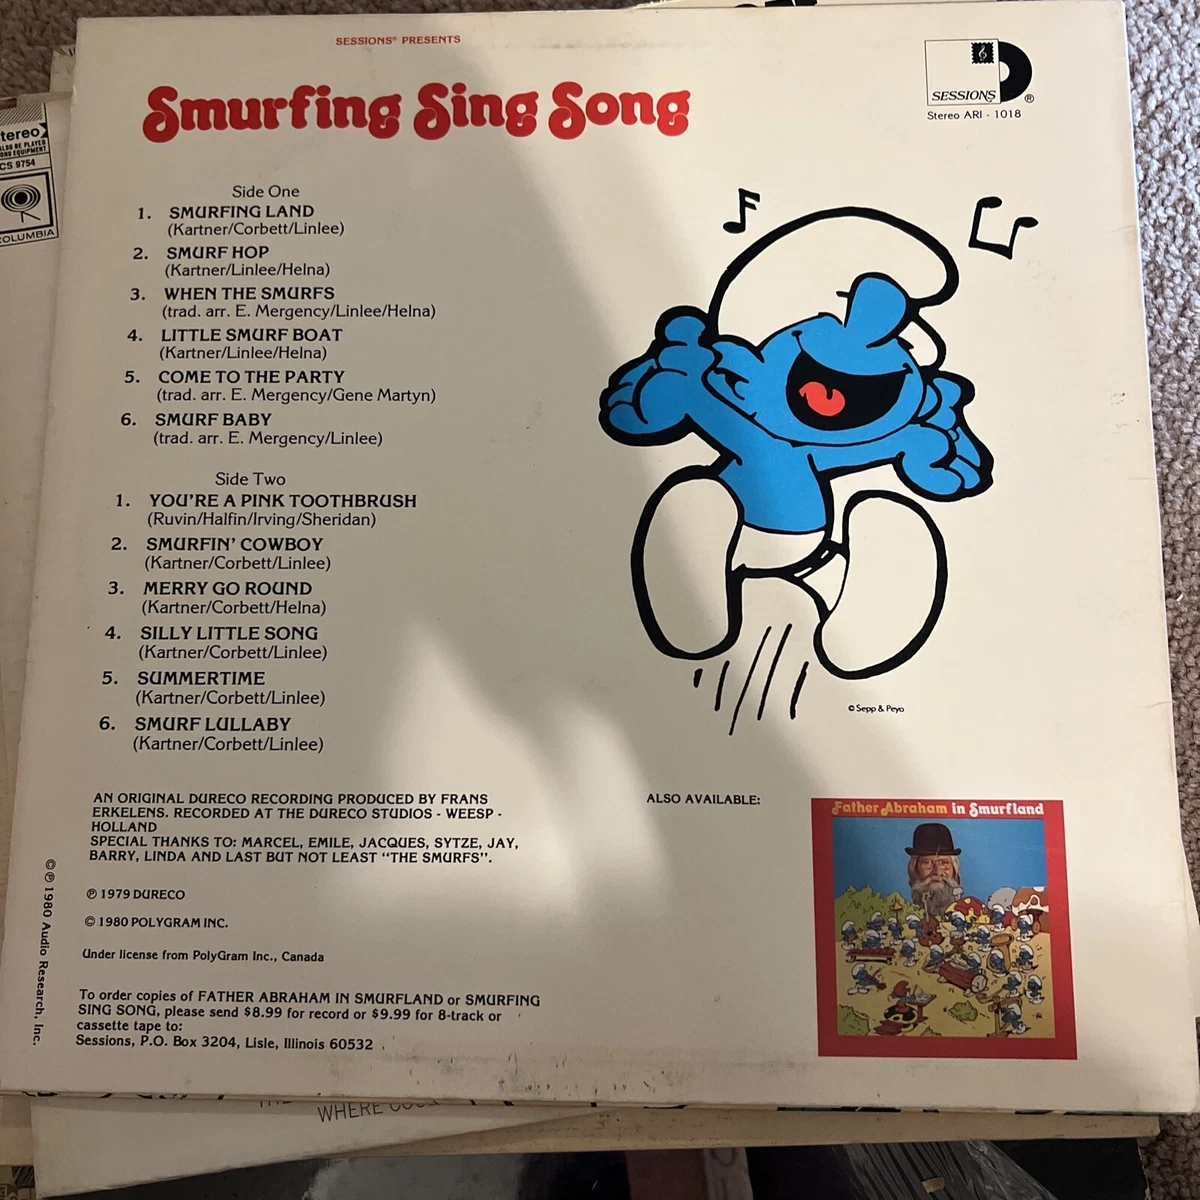 SESSIONS® PRESENTS
Smurfing Sing Song
SESSIONS ®
Stereo ARI - 1018
Side One
1. SMURFING LAND
(Kartner/Corbett/Linlee)
2. SMURF HOP
(Kartner/Linlee/Helna)
3. WHEN THE SMURFS
(trad. arr. E. Mergency/Linlee/Helna)
4. LITTLE SMURF BOAT
(Kartner/Linlee/Helna)
5. COME TO THE PARTY
(trad. arr. E. Mergency/Gene Martyn)
6. SMURF BABY
(trad. arr. E. Mergency/Linlee)
Side Two
1. YOU'RE A PINK TOOTHBRUSH
(Ruvin/Halfin/Irving/Sheridan)
2. SMURFIN' COWBOY
(Kartner/Corbett/Linlee)
3. MERRY GO ROUND
(Kartner/Corbett/Helna)
4. SILLY LITTLE SONG
(Kartner/Corbett/Linlee)
5. SUMMERTIME
(Kartner/Corbett/Linlee)
6. SMURF LULLABY
(Kartner/Corbett/Linlee)
© Sepp & Peyo
AN ORIGINAL DURECO RECORDING PRODUCED BY FRANS
ERKELENS. RECORDED AT THE DURECO STUDIOS - WEESP -
HOLLAND
SPECIAL THANKS TO: MARCEL, EMILE, JACQUES, SYTZE, JAY,
BARRY, LINDA AND LAST BUT NOT LEAST "THE SMURFS".
℗ 1979 DURECO
© 1980 POLYGRAM INC.
Under license from PolyGram Inc., Canada
To order copies of FATHER ABRAHAM IN SMURFLAND or SMURFING
SING SONG, please send $8.99 for record or $9.99 for 8-track or
cassette tape to:
Sessions, P.O. Box 3204, Lisle, Illinois 60532
©℗ 1980 Audio Research, Inc.
ALSO AVAILABLE:
Father Abraham in Smurfland
tereo
ALSO BE PLAYED
EQUIPMENT
CS 9754
COLUMBIA
WHERE